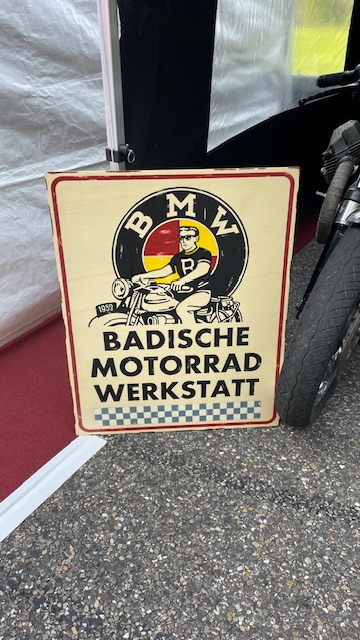 BMW
B
1959
BADISCHE
MOTORRAD
WERKSTATT